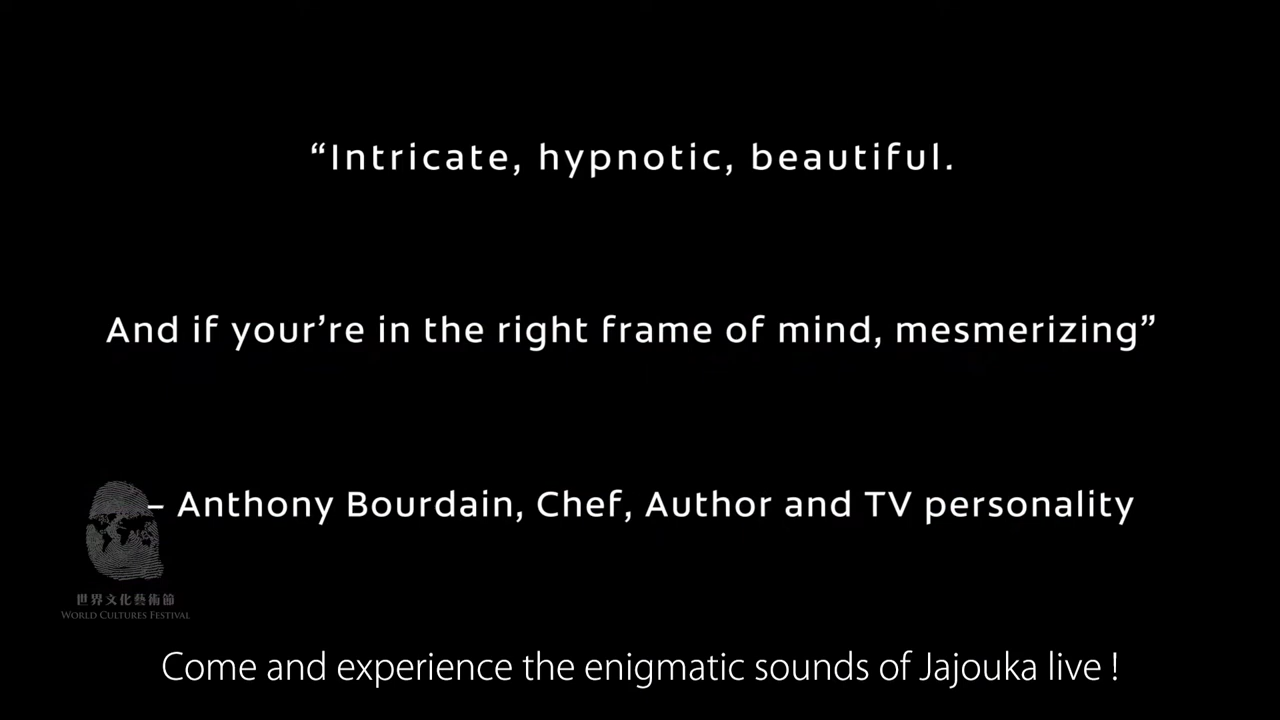 “Intricate, hypnotic, beautiful.
And if your’re in the right frame of mind, mesmerizing”
– Anthony Bourdain, Chef, Author and TV personality
世界文化藝術節
WORLD CULTURES FESTIVAL
Come and experience the enigmatic sounds of Jajouka live !